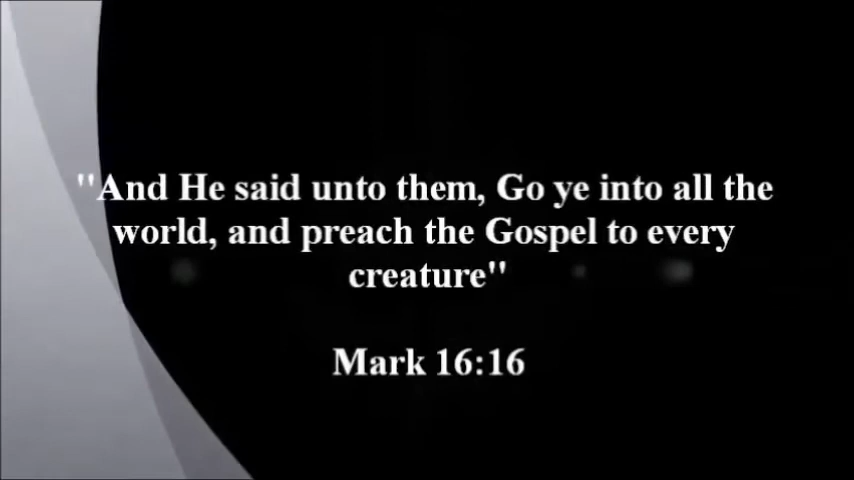 "And He said unto them, Go ye into all the
world, and preach the Gospel to every
creature"
Mark 16:16